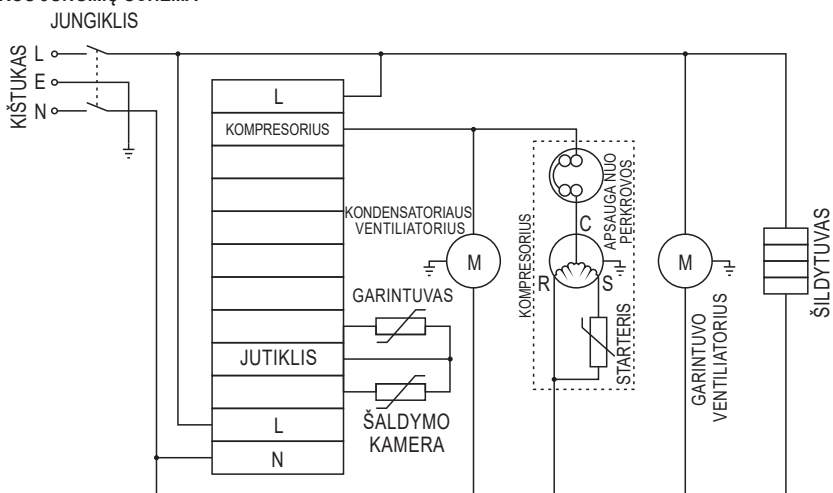 JUNGIKLIS
KIŠTUKAS
L
E
N
L
KOMPRESORIUS
JUTIKLIS
L
N
KONDENSATORIAUS
VENTILIATORIUS
M
GARINTUVAS
ŠALDYMO
KAMERA
KOMPRESORIUS
APSAUGA NUO
PERKROVOS
C
R
S
STARTERIS
M
GARINTUVO
VENTILIATORIUS
ŠILDYTUVAS